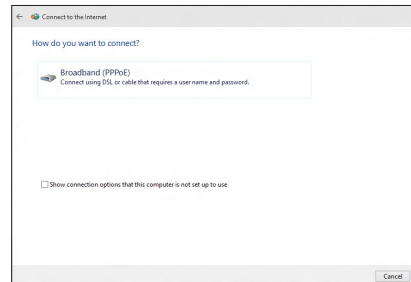 Connect to the Internet
How do you want to connect?
Broadband (PPPoE)
Connect using DSL or cable that requires a user name and password.
Show connection options that this computer is not set up to use
Cancel